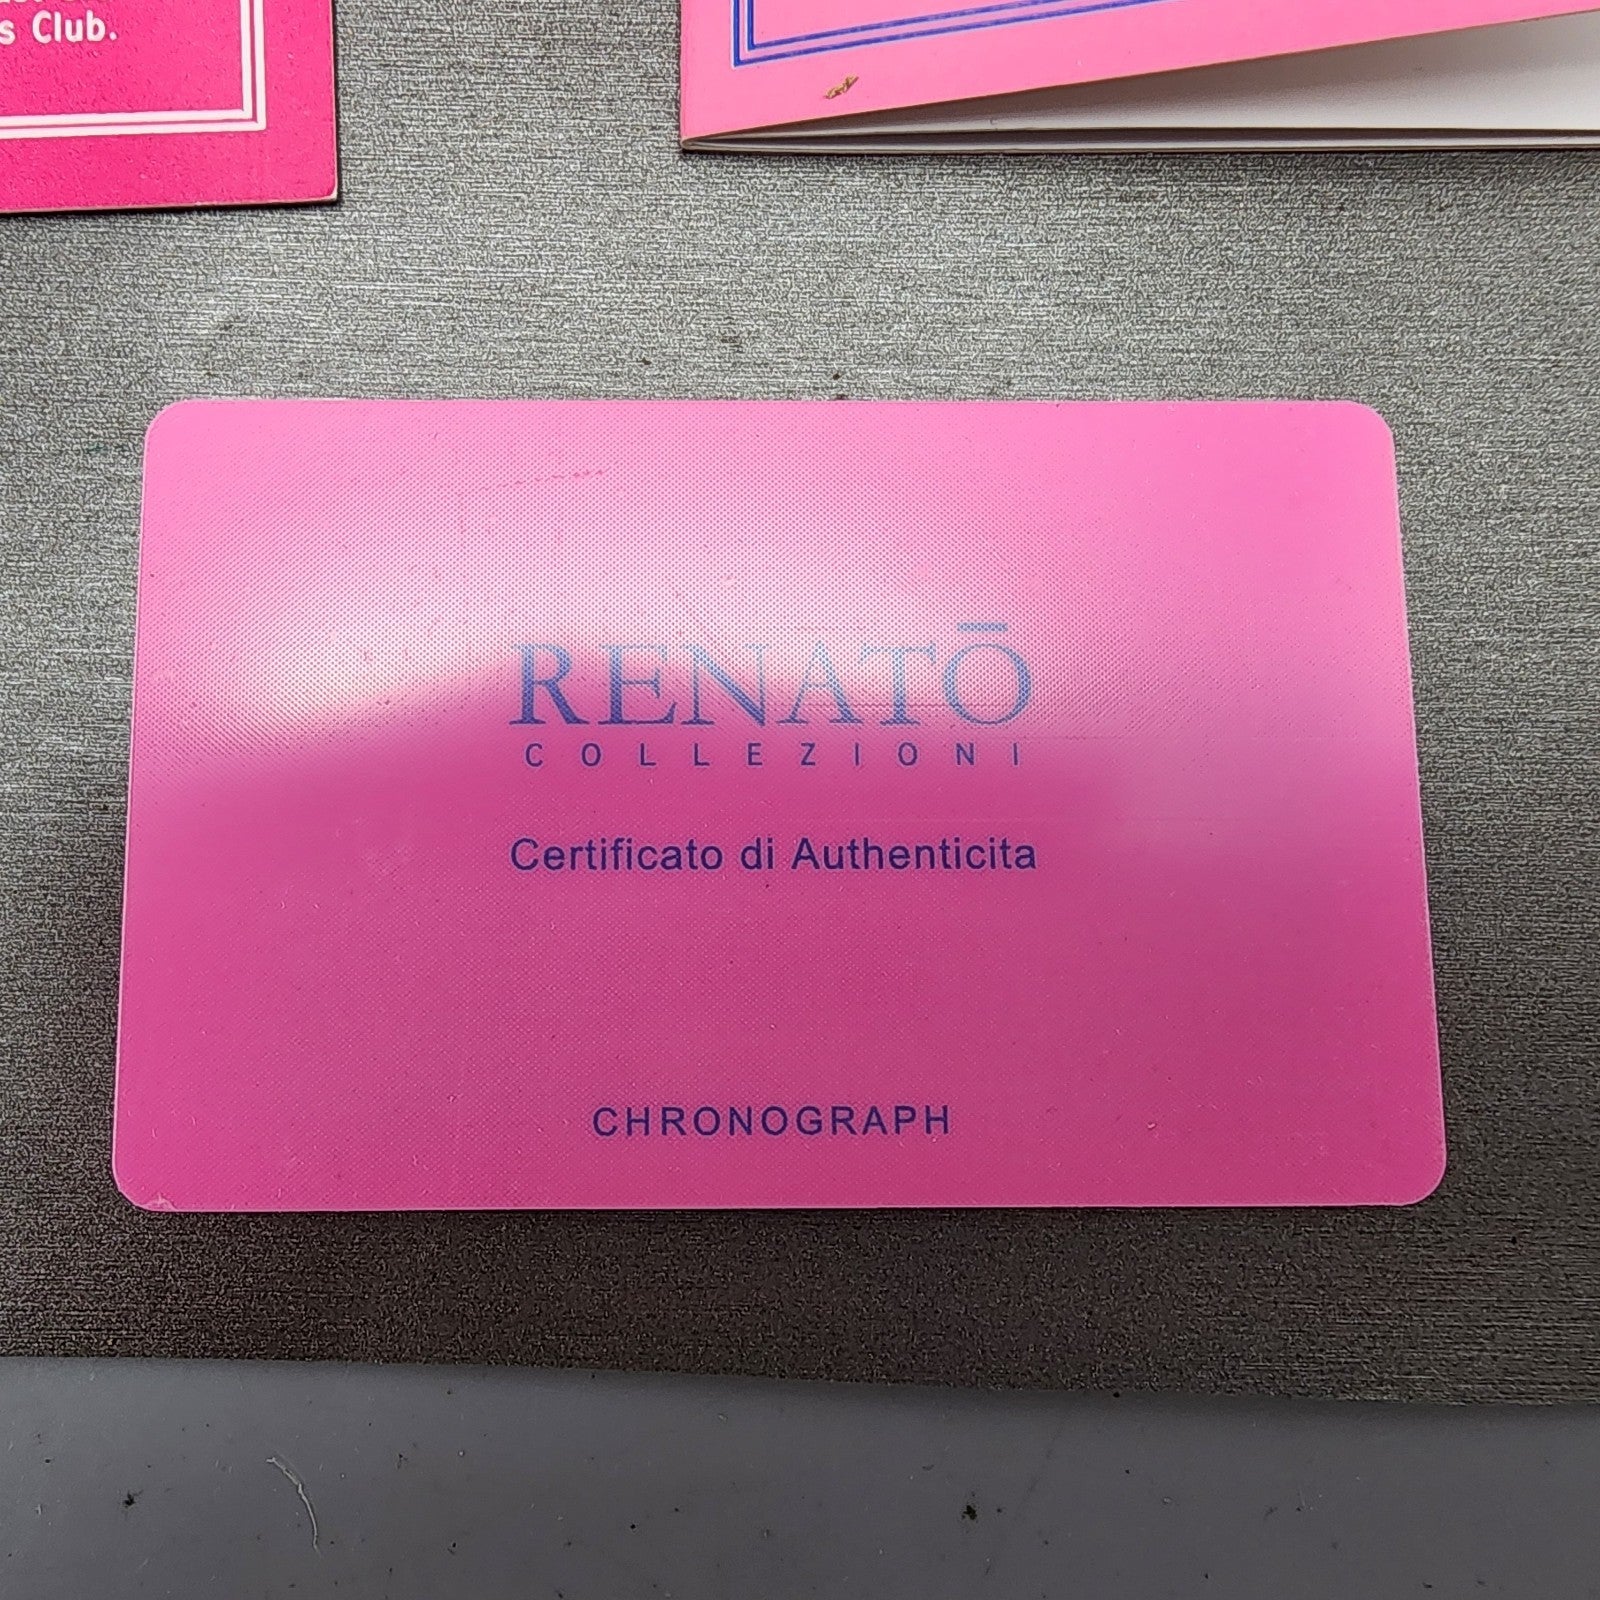 s Club.
RENATŌ
COLLEZIONI
Certificato di Authenticita
CHRONOGRAPH